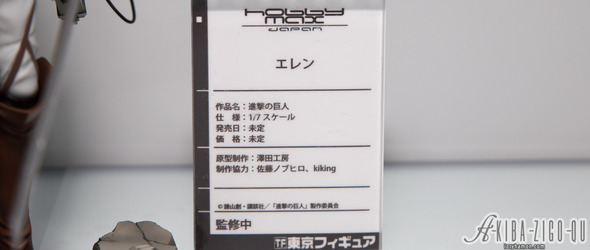 HOBBY
MAX
JAPAN
エレン
作品名：進撃の巨人
仕　様：1/7 スケール
発売日：未定
価　格：未定
原型制作：澤田工房
制作協力：佐藤ノブヒロ、kiking
©諫山創・講談社／「進撃の巨人」製作委員会
監修中
TF 東京フィギュア
AKIBA-ZIGO-QU